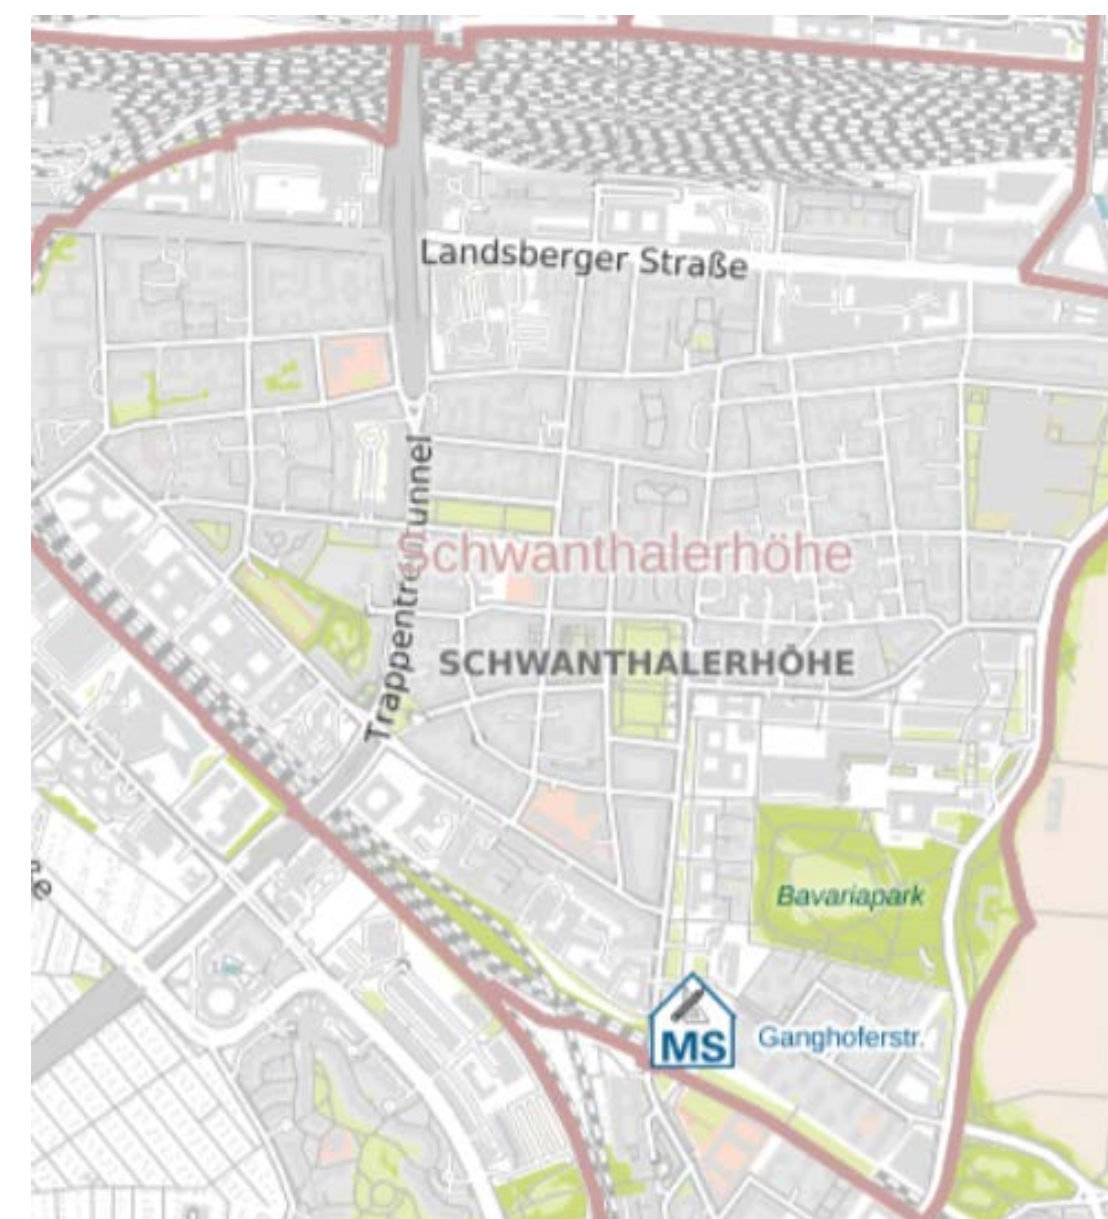 Landsberger Straße
Trappentreutunnel
Schwanthalerhöhe
SCHWANTHALERHÖHE
Bavariapark
MS
Ganghoferstr.